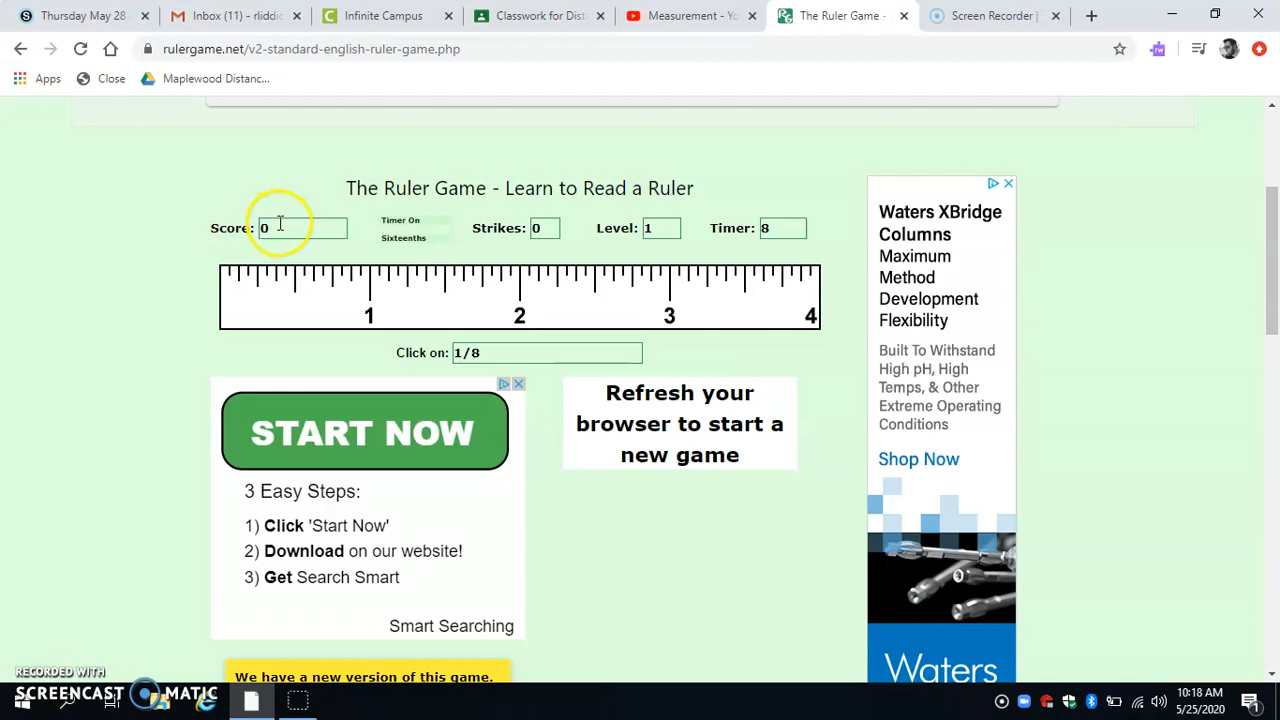 Thursday May 28 -
Inbox (11) - rliddic
Infinite Campus
Classwork for Dist
Measurement - Yo
The Ruler Game -
Screen Recorder |
rulergame.net/v2-standard-english-ruler-game.php
Apps
Close
Maplewood Distanc...
The Ruler Game - Learn to Read a Ruler
Score: 0
Timer On
Sixteenths
Strikes: 0
Level: 1
Timer: 8
1 2 3 4
Click on: 1/8
START NOW
3 Easy Steps:
1) Click 'Start Now'
2) Download on our website!
3) Get Search Smart
Smart Searching
Refresh your
browser to start a
new game
We have a new version of this game.
Waters XBridge
Columns
Maximum
Method
Development
Flexibility
Built To Withstand
High pH, High
Temps, & Other
Extreme Operating
Conditions
Shop Now
Waters
RECORDED WITH
SCREENCAST MATIC
10:18 AM
5/25/2020
1